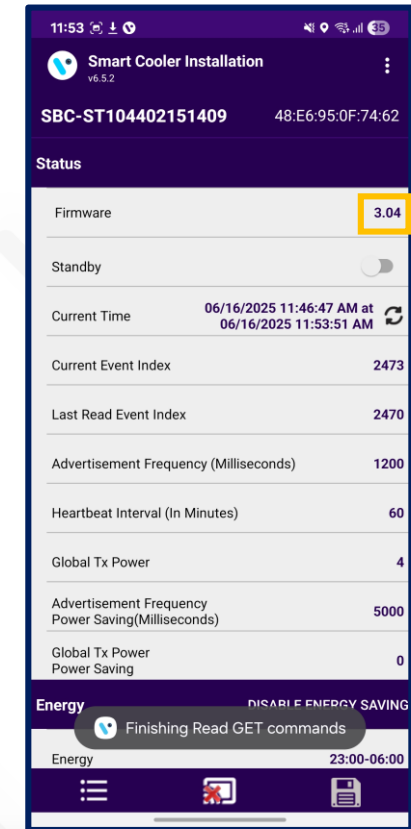 11:53 35
Smart Cooler Installation
v6.5.2
SBC-ST104402151409 48:E6:95:0F:74:62
Status
Firmware 3.04
Standby
Current Time 06/16/2025 11:46:47 AM at
06/16/2025 11:53:51 AM
Current Event Index 2473
Last Read Event Index 2470
Advertisement Frequency (Milliseconds) 1200
Heartbeat Interval (In Minutes) 60
Global Tx Power 4
Advertisement Frequency
Power Saving(Milliseconds) 5000
Global Tx Power
Power Saving 0
Energy DISABLE ENERGY SAVING
Finishing Read GET commands
Energy 23:00-06:00